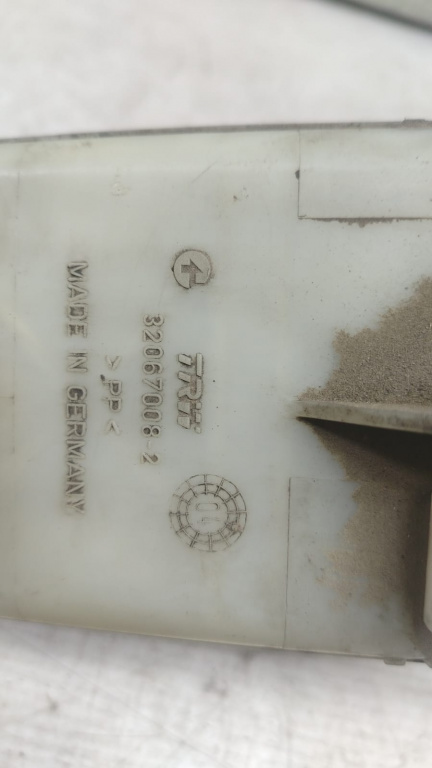 TRW
32067008-2
>PP<
MADE IN GERMANY